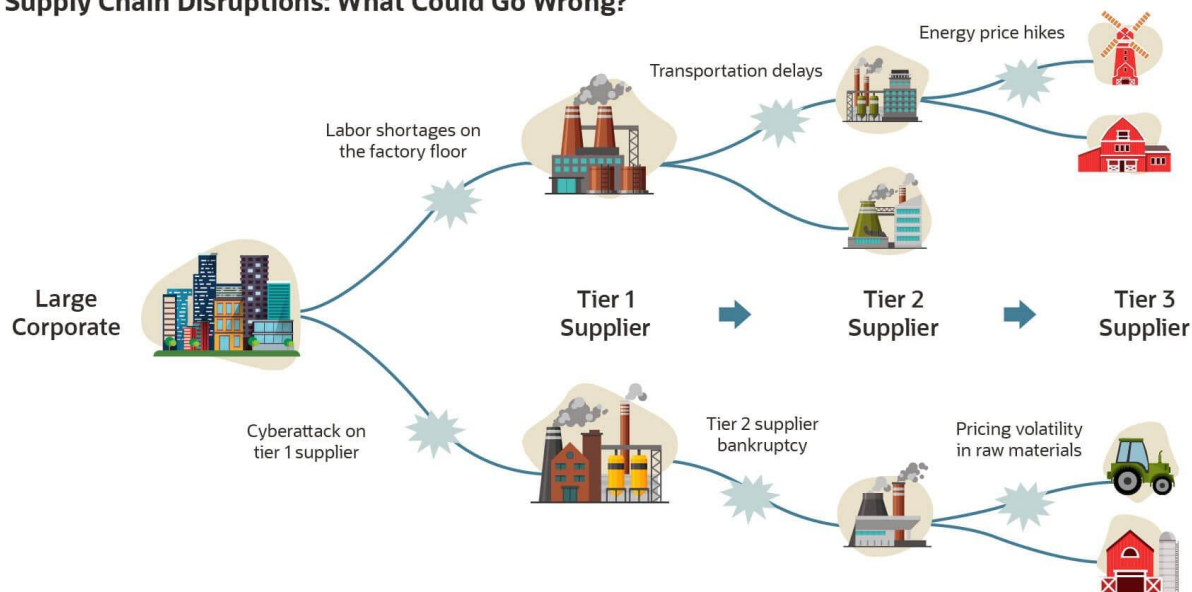 Supply Chain Disruptions: What Could Go Wrong?
Energy price hikes
Transportation delays
Labor shortages on
the factory floor
Large
Corporate
Tier 1
Supplier
Tier 2
Supplier
Tier 3
Supplier
Cyberattack on
tier 1 supplier
Tier 2 supplier
bankruptcy
Pricing volatility
in raw materials